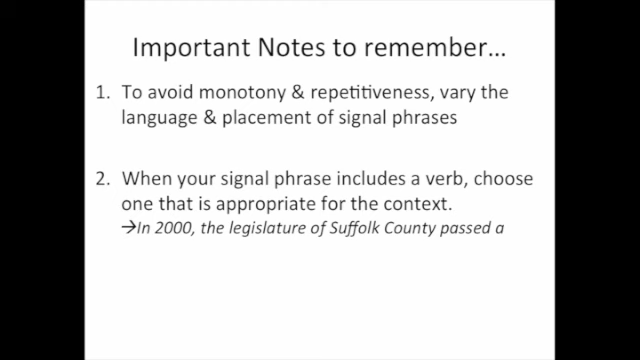 Important Notes to remember…
1. To avoid monotony & repetitiveness, vary the
language & placement of signal phrases
2. When your signal phrase includes a verb, choose
one that is appropriate for the context.
→In 2000, the legislature of Suffolk County passed a